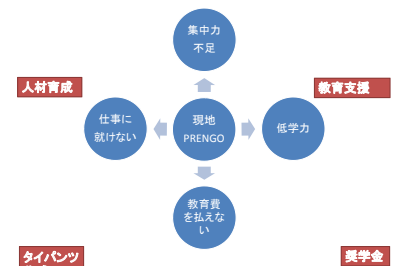 集中力
不足
人材育成
教育支援
仕事に
就けない
現地
PRENGO
低学力
教育費
を払えな
い
タイパンツ
奨学金